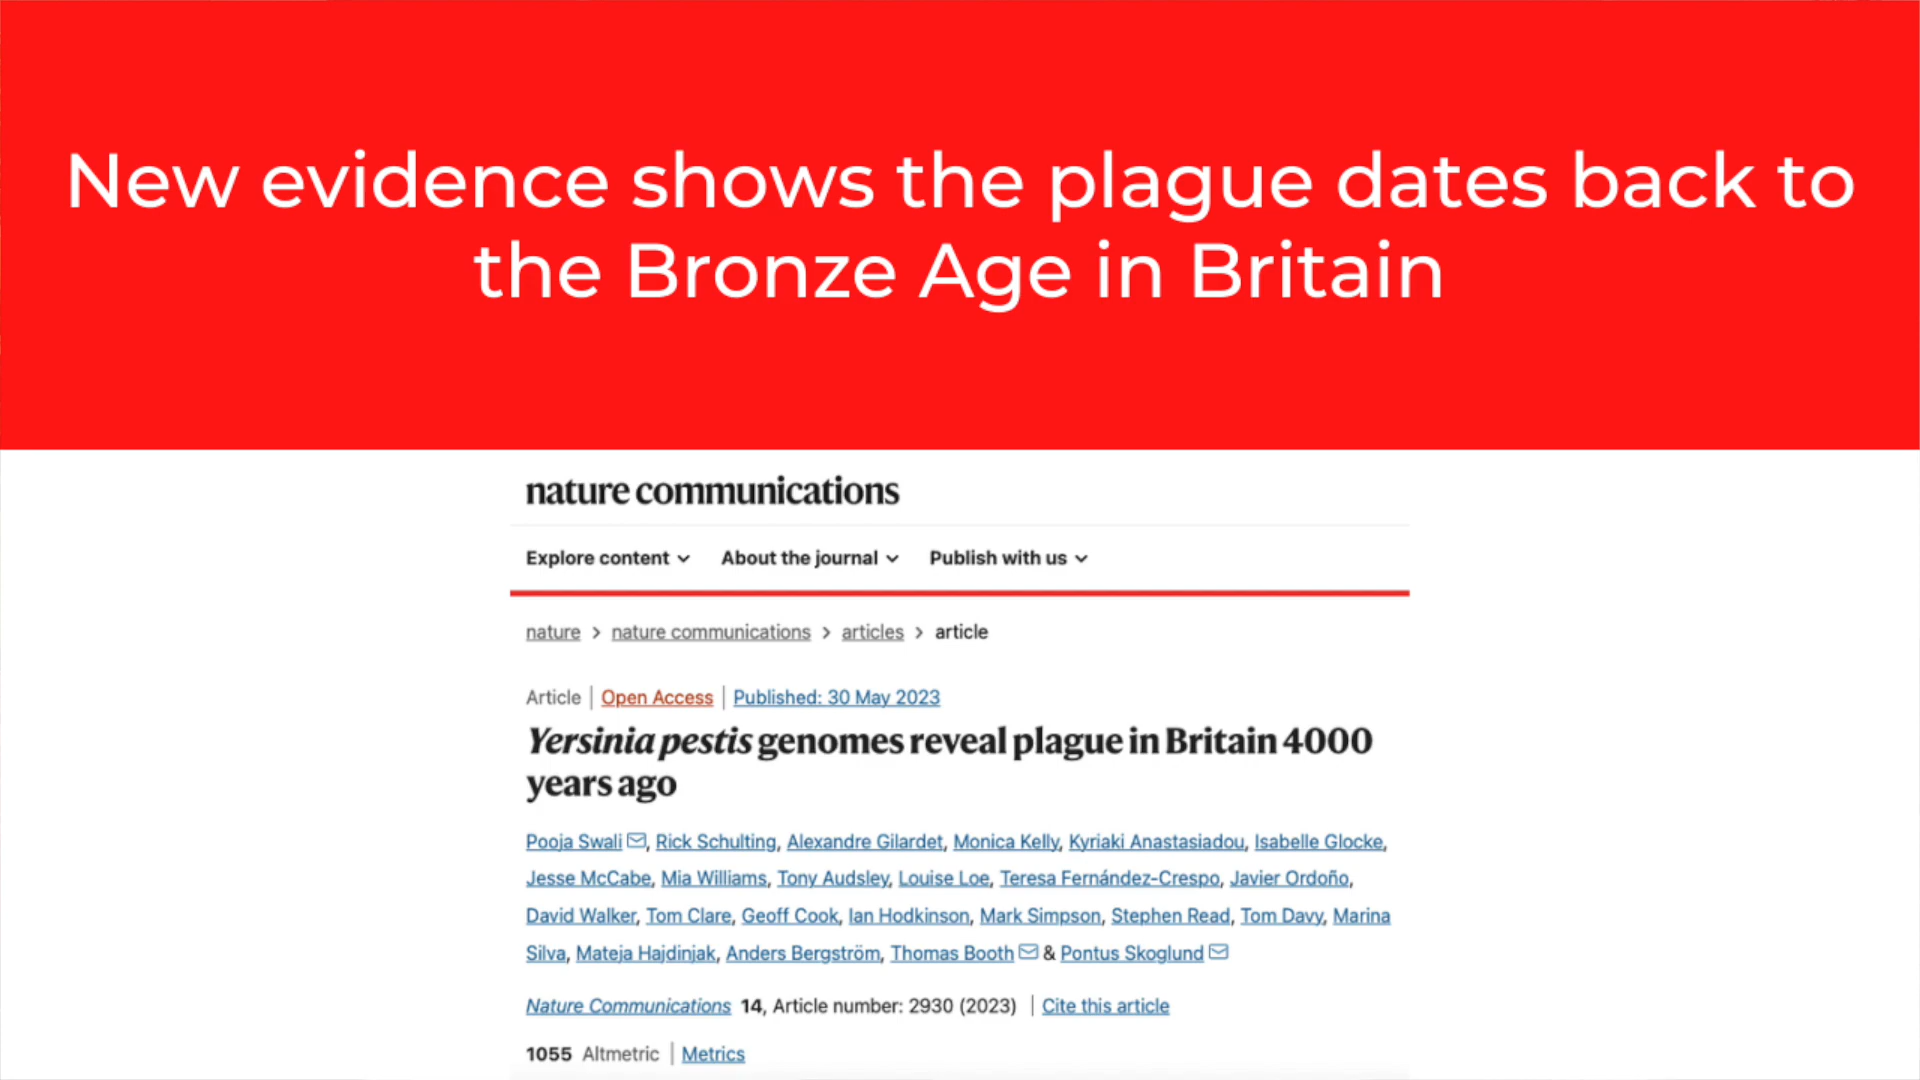 New evidence shows the plague dates back to
the Bronze Age in Britain
nature communications
Explore content About the journal Publish with us
nature > nature communications > articles > article
Article | Open Access | Published: 30 May 2023
Yersinia pestis genomes reveal plague in Britain 4000
years ago
Pooja Swali, Rick Schulting, Alexandre Gilardet, Monica Kelly, Kyriaki Anastasiadou, Isabelle Glocke,
Jesse McCabe, Mia Williams, Tony Audsley, Louise Loe, Teresa Fernández-Crespo, Javier Ordoño,
David Walker, Tom Clare, Geoff Cook, Ian Hodkinson, Mark Simpson, Stephen Read, Tom Davy, Marina
Silva, Mateja Hajdinjak, Anders Bergström, Thomas Booth & Pontus Skoglund
Nature Communications 14, Article number: 2930 (2023) | Cite this article
1055 Altmetric | Metrics